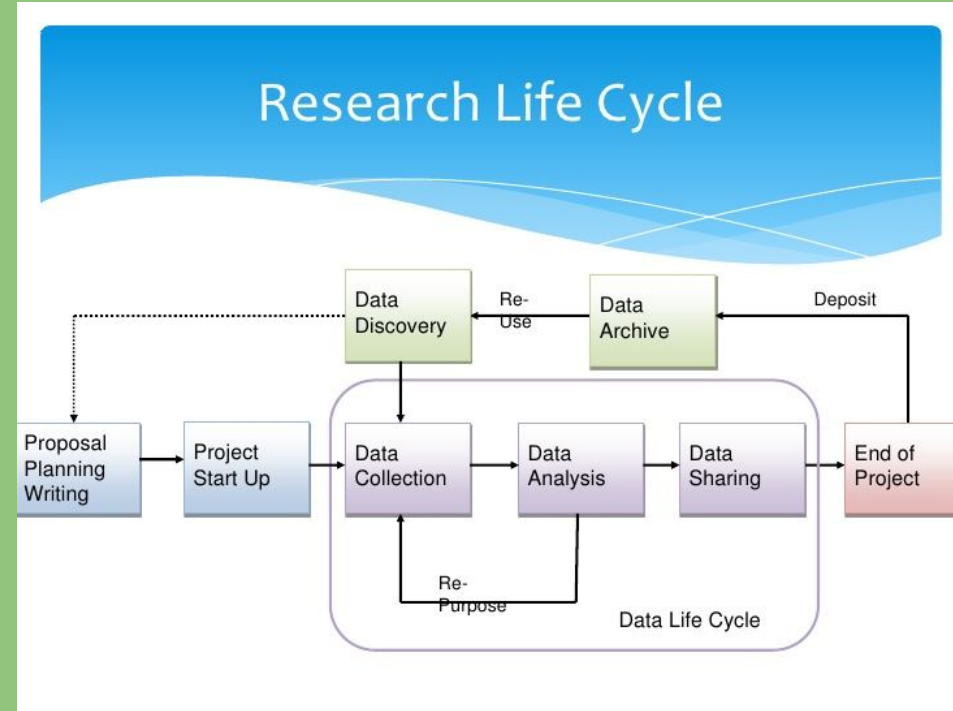 Research Life Cycle
Data
Discovery
Re-
Use
Data
Archive
Deposit
Proposal
Planning
Writing
Project
Start Up
Data
Collection
Data
Analysis
Data
Sharing
End of
Project
Re-
Purpose
Data Life Cycle